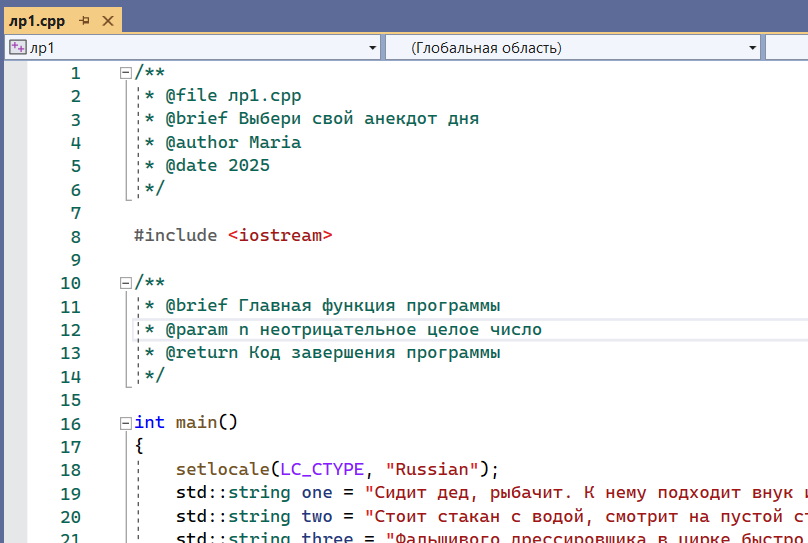 лр1.cpp
лр1 (Глобальная область)
1 /**
2 * @file лр1.cpp
3 * @brief Выбери свой анекдот дня
4 * @author Maria
5 * @date 2025
6 */
7
8 #include <iostream>
9
10 /**
11 * @brief Главная функция программы
12 * @param n неотрицательное целое число
13 * @return Код завершения программы
14 */
15
16 int main()
17 {
18 setlocale(LC_CTYPE, "Russian");
19 std::string one = "Сидит дед, рыбачит. К нему подходит внук и
20 std::string two = "Стоит стакан с водой, смотрит на пустой
21 std::string three = "Фальшивого дрессировщика в цирке быстро